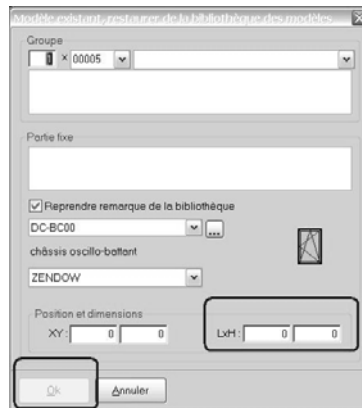 Modèle existant, restaurer de la bibliothèque des modèles
Groupe
0 × 00005
Partie fixe
Reprendre remarque de la bibliothèque
DC-BC00 ...
châssis oscillo-battant
ZENDOW
Position et dimensions
XY : 0 0 LxH : 0 0
Ok Annuler